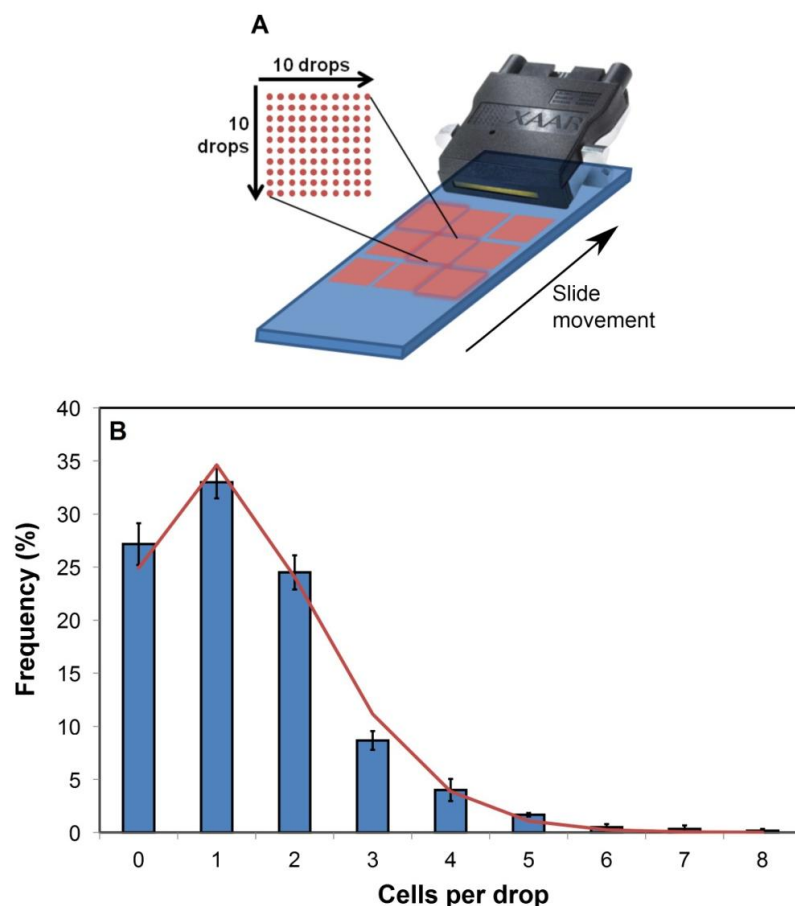 A
10 drops
10
drops
XAAR
Slide
movement
B
40
35
30
25
20
15
10
5
0
Frequency (%)
0 1 2 3 4 5 6 7 8
Cells per drop